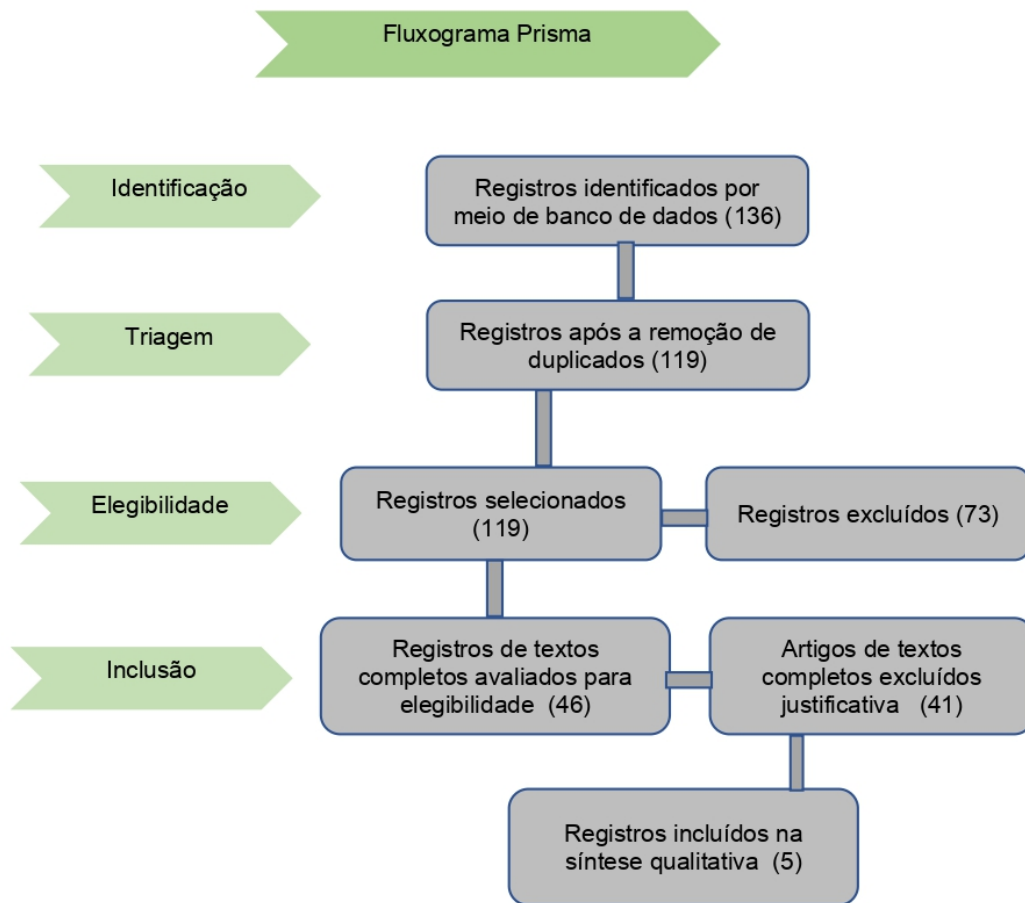 Fluxograma Prisma
Identificação
Registros identificados por
meio de banco de dados (136)
Triagem
Registros após a remoção de
duplicados (119)
Elegibilidade
Registros selecionados
(119)
Registros excluídos (73)
Inclusão
Registros de textos
completos avaliados para
elegibilidade (46)
Artigos de textos
completos excluídos
justificativa (41)
Registros incluídos na
síntese qualitativa (5)